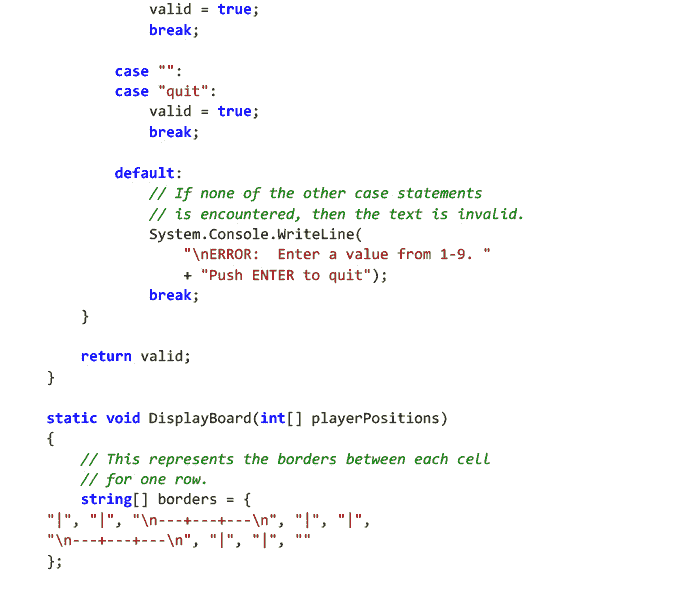 valid = true;
            break;

        case "":
        case "quit":
            valid = true;
            break;

        default:
            // If none of the other case statements
            // is encountered, then the text is invalid.
            System.Console.WriteLine(
                "\nERROR:  Enter a value from 1-9. "
                + "Push ENTER to quit");
            break;
    }

    return valid;
}

static void DisplayBoard(int[] playerPositions)
{
    // This represents the borders between each cell
    // for one row.
    string[] borders = {
"|", "|", "\n---+---+---\n", "|", "|",
"\n---+---+---\n", "|", "|", ""
};